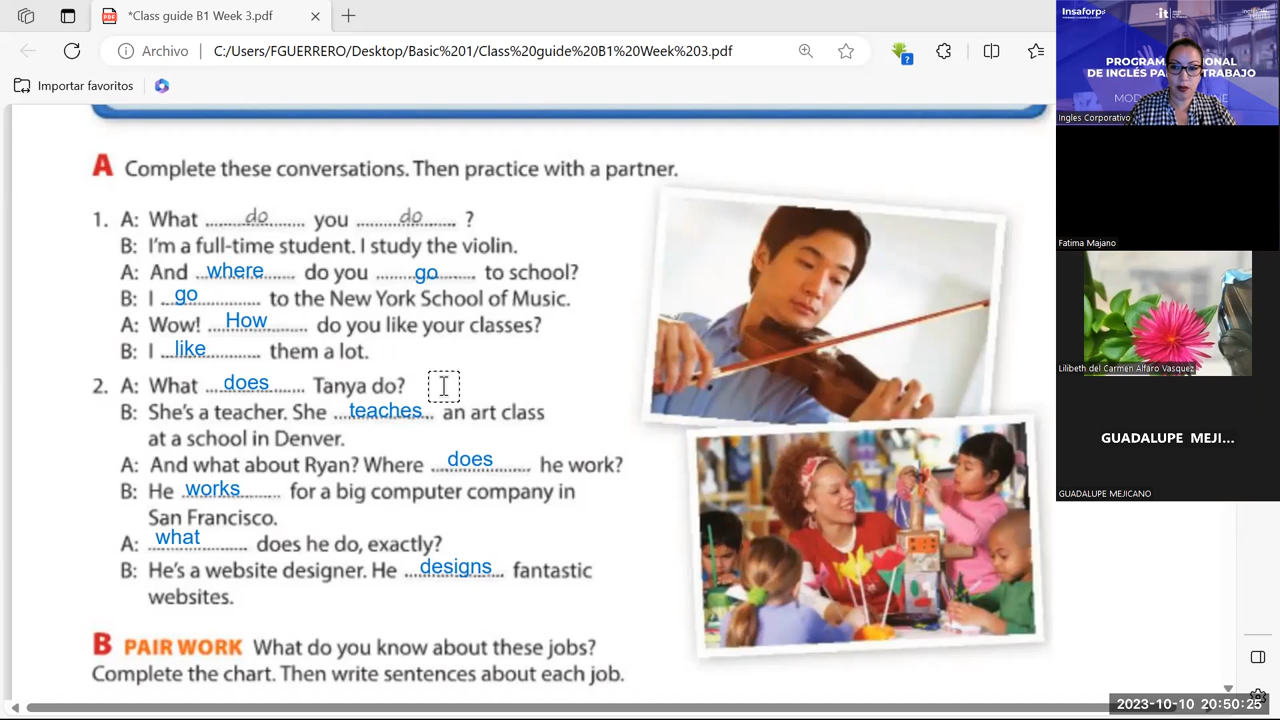 *Class guide B1 Week 3.pdf
Archivo
C:/Users/FGUERRERO/Desktop/Basic%201/Class%20guide%20B1%20Week%203.pdf
Importar favoritos
A Complete these conversations. Then practice with a partner.
1. A: What do you do ?
B: I'm a full-time student. I study the violin.
A: And where do you go to school?
B: I go to the New York School of Music.
A: Wow! How do you like your classes?
B: I like them a lot.
2. A: What does Tanya do?
B: She's a teacher. She teaches an art class
at a school in Denver.
A: And what about Ryan? Where does he work?
B: He works for a big computer company in
San Francisco.
A: what does he do, exactly?
B: He's a website designer. He designs fantastic
websites.
B PAIR WORK What do you know about these jobs?
Complete the chart. Then write sentences about each job.
Insaforp
Ingles Corporativo
Fatima Majano
Lilibeth del Carmen Alfaro Vasquez
GUADALUPE MEJI...
GUADALUPE MEJICANO
2023-10-10 20:50:25